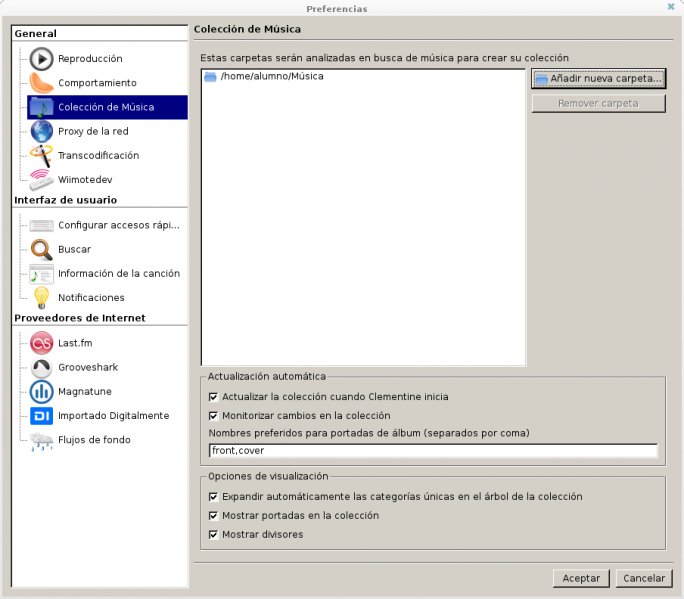 Preferencias
General
Reproducción
Comportamiento
Colección de Música
Proxy de la red
Transcodificación
Wiimotedev
Interfaz de usuario
Configurar accesos rápi...
Buscar
Información de la canción
Notificaciones
Proveedores de Internet
Last.fm
Grooveshark
Magnatune
Importado Digitalmente
Flujos de fondo
Colección de Música
Estas carpetas serán analizadas en busca de música para crear su colección
/home/alumno/Música
Añadir nueva carpeta...
Remover carpeta
Actualización automática
Actualizar la colección cuando Clementine inicia
Monitorizar cambios en la colección
Nombres preferidos para portadas de álbum (separados por coma)
front,cover
Opciones de visualización
Expandir automáticamente las categorías únicas en el árbol de la colección
Mostrar portadas en la colección
Mostrar divisores
Aceptar
Cancelar